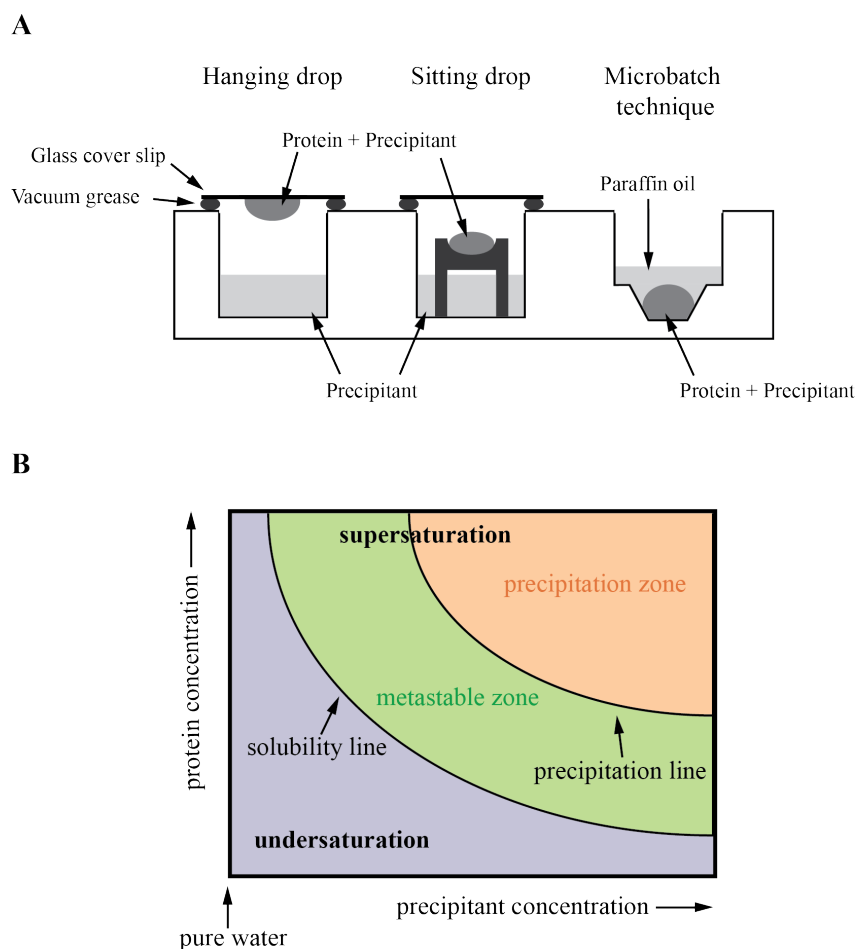 A
Hanging drop
Sitting drop
Microbatch
technique
Protein + Precipitant
Glass cover slip
Vacuum grease
Paraffin oil
Precipitant
Protein + Precipitant
B
supersaturation
precipitation zone
metastable zone
solubility line
precipitation line
undersaturation
protein concentration
precipitant concentration
pure water